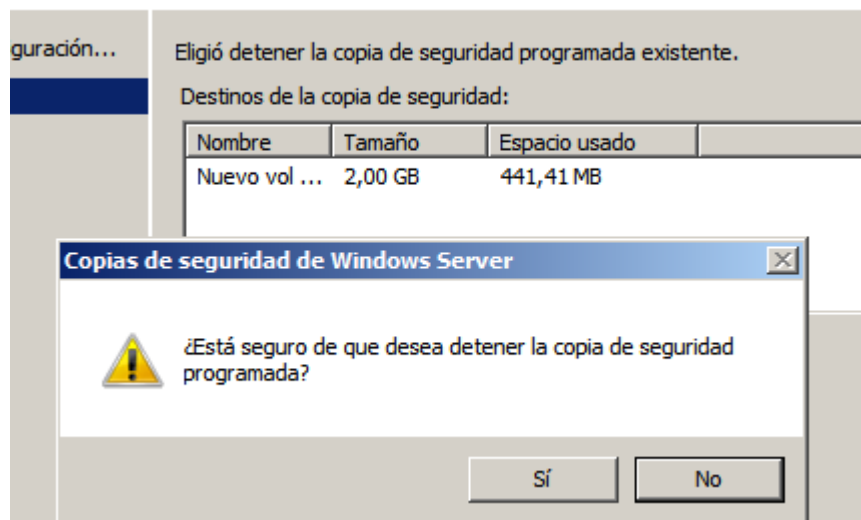 guración...
Eligió detener la copia de seguridad programada existente.
Destinos de la copia de seguridad:
Nombre Tamaño Espacio usado
Nuevo vol ... 2,00 GB 441,41 MB
Copias de seguridad de Windows Server
¿Está seguro de que desea detener la copia de seguridad
programada?
Sí No